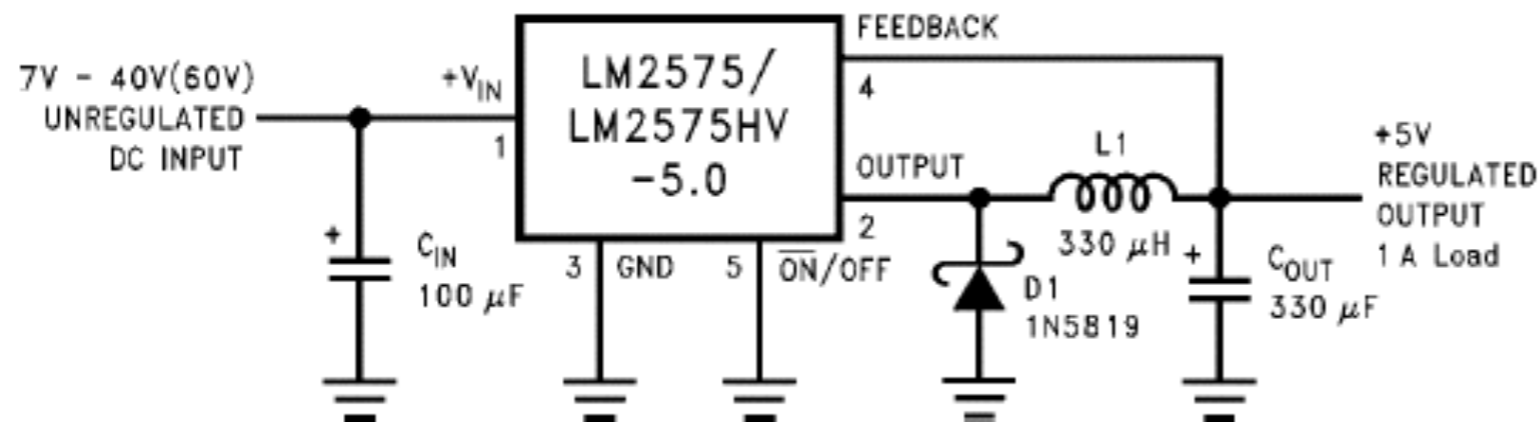 7V - 40V(60V)
UNREGULATED
DC INPUT
+VIN
1
LM2575/
LM2575HV
-5.0
FEEDBACK
4
OUTPUT
2
L1
330 μH
+5V
REGULATED
OUTPUT
1 A Load
+
CIN
100 μF
3
GND
5
ON/OFF
D1
1N5819
+
COUT
330 μF